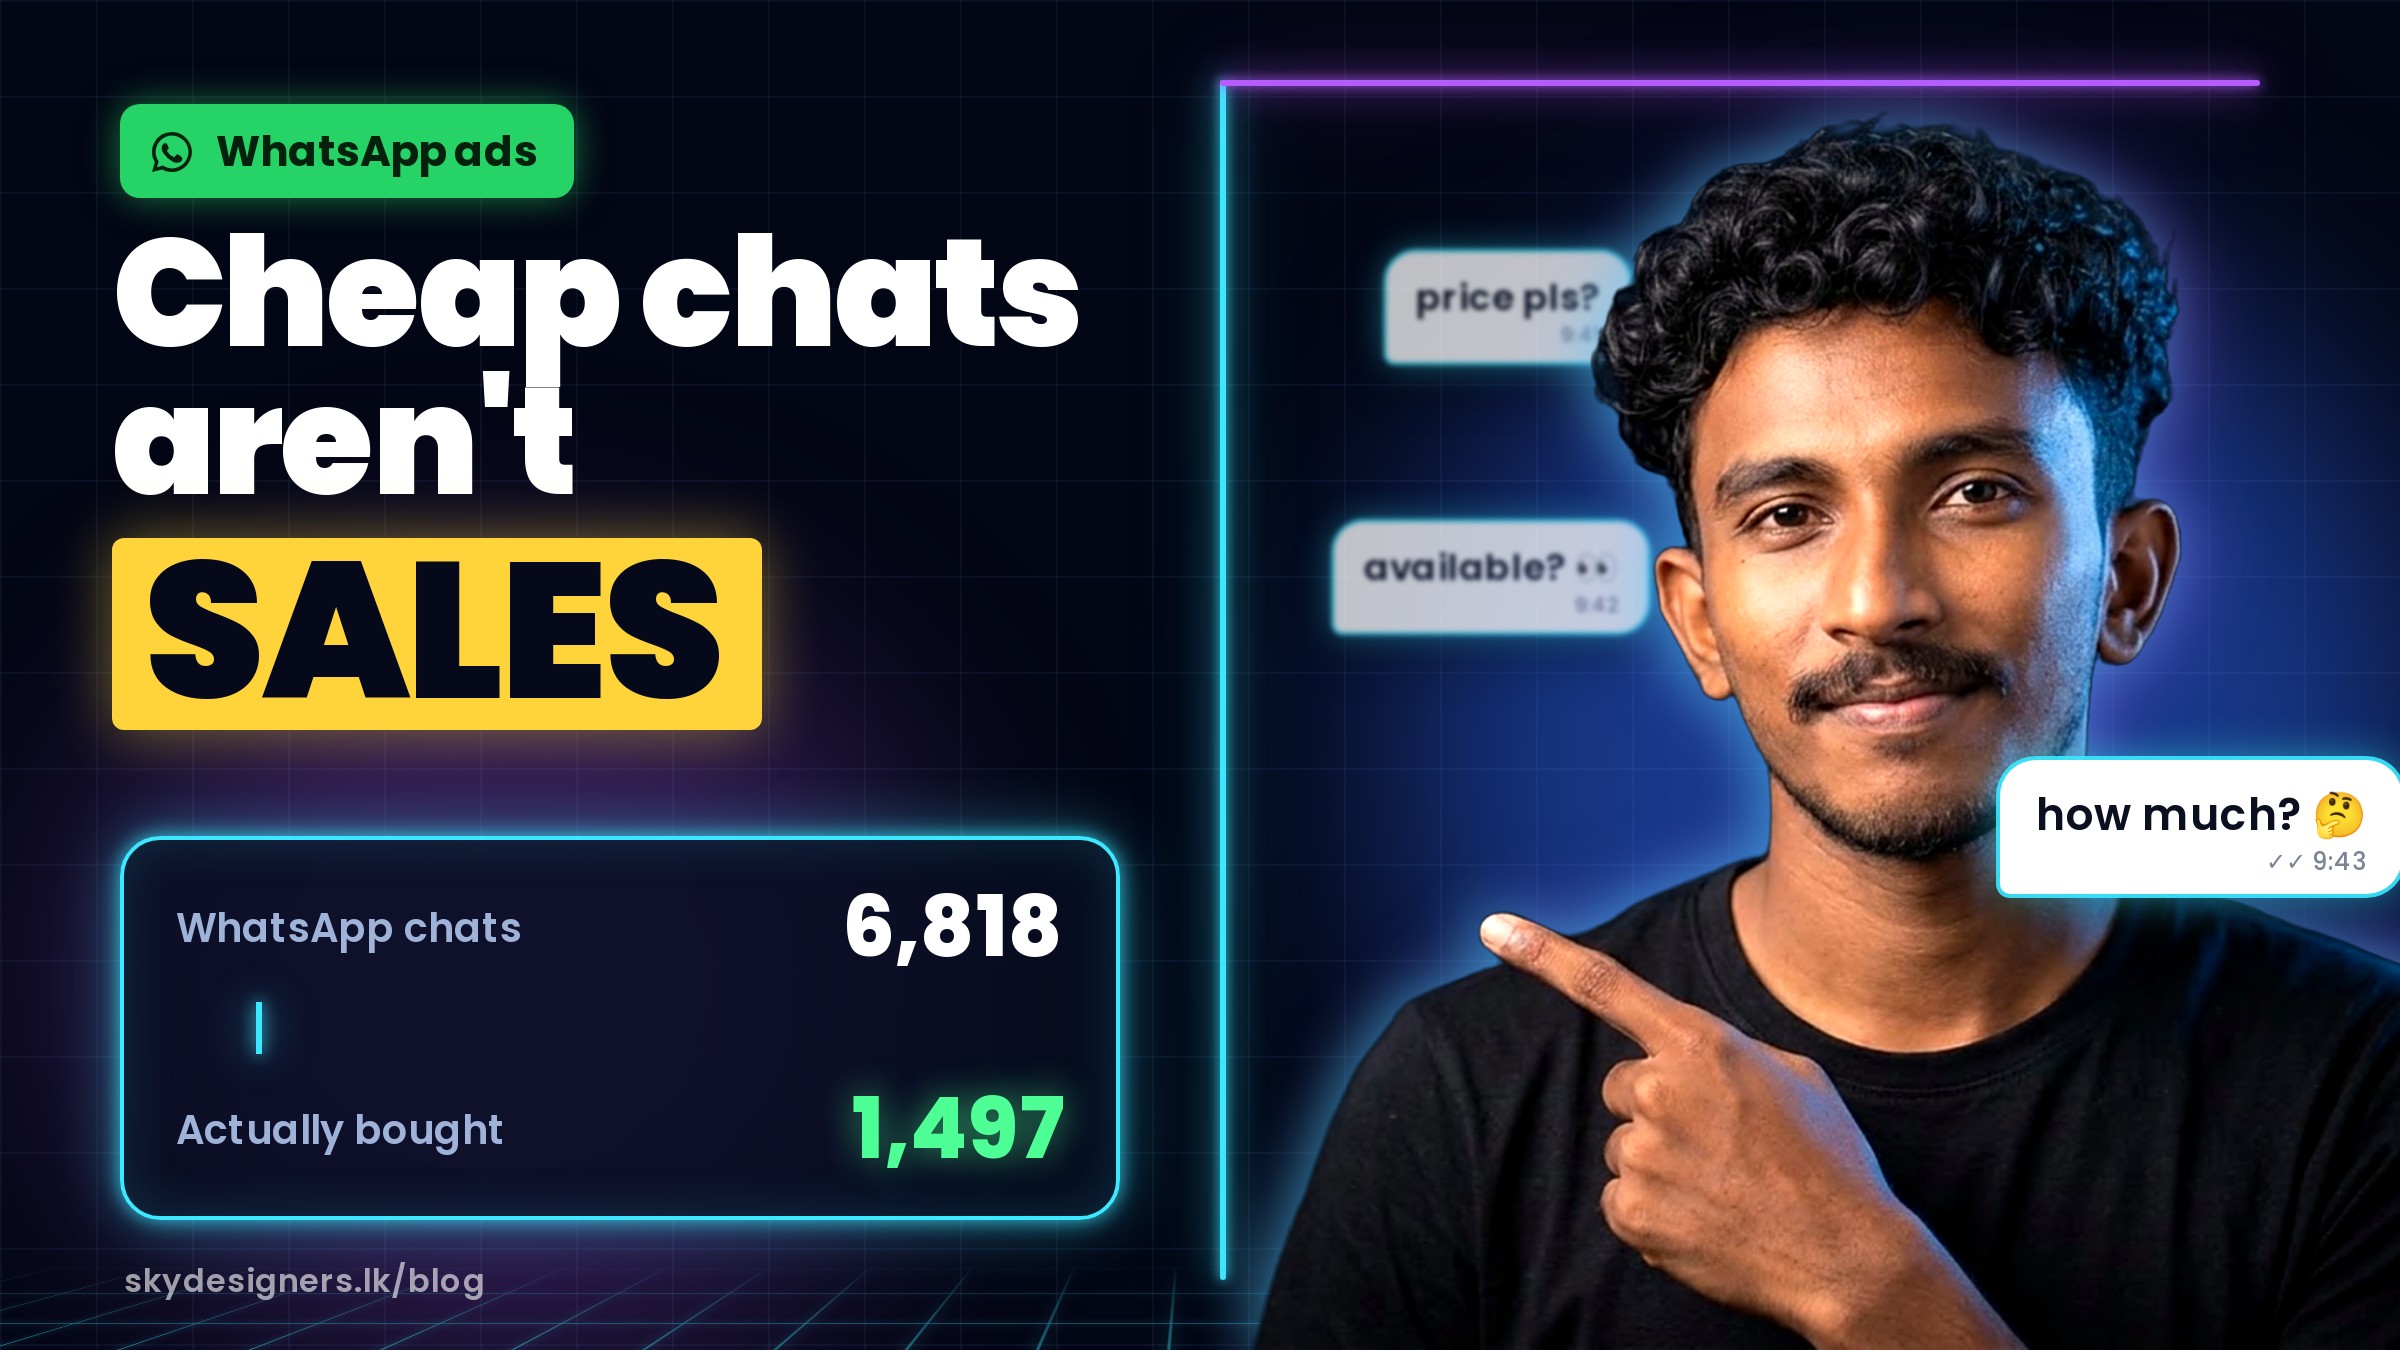 WhatsApp ads
Cheap chats
aren't
SALES
WhatsApp chats 6,818
Actually bought 1,497
skydesigners.lk/blog
price pls?
available? 👀
9:42
how much? 🤔
✓✓ 9:43